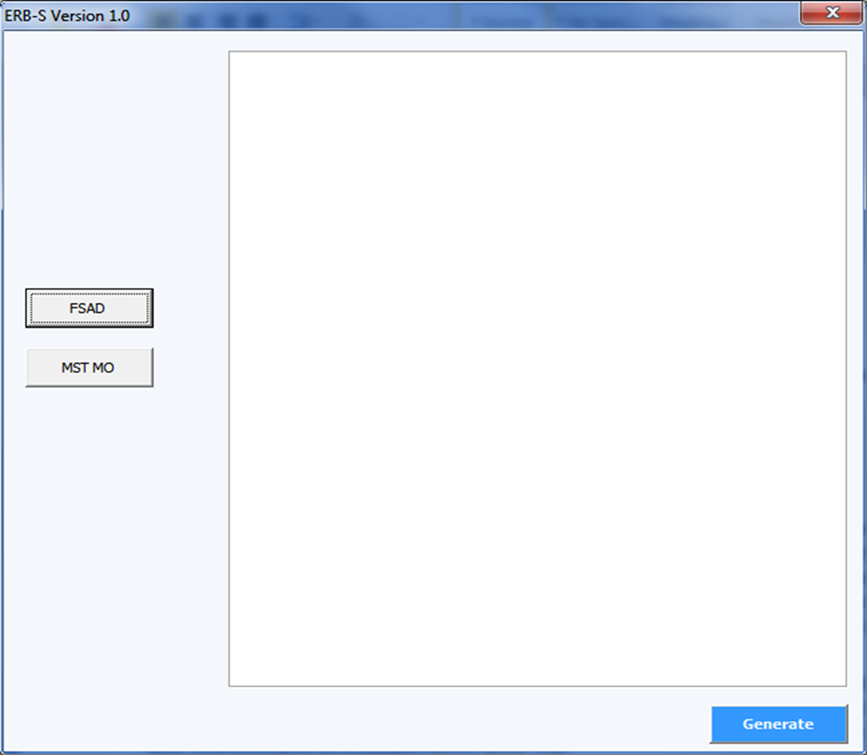 ERB-S Version 1.0
FSAD
MST MO
Generate